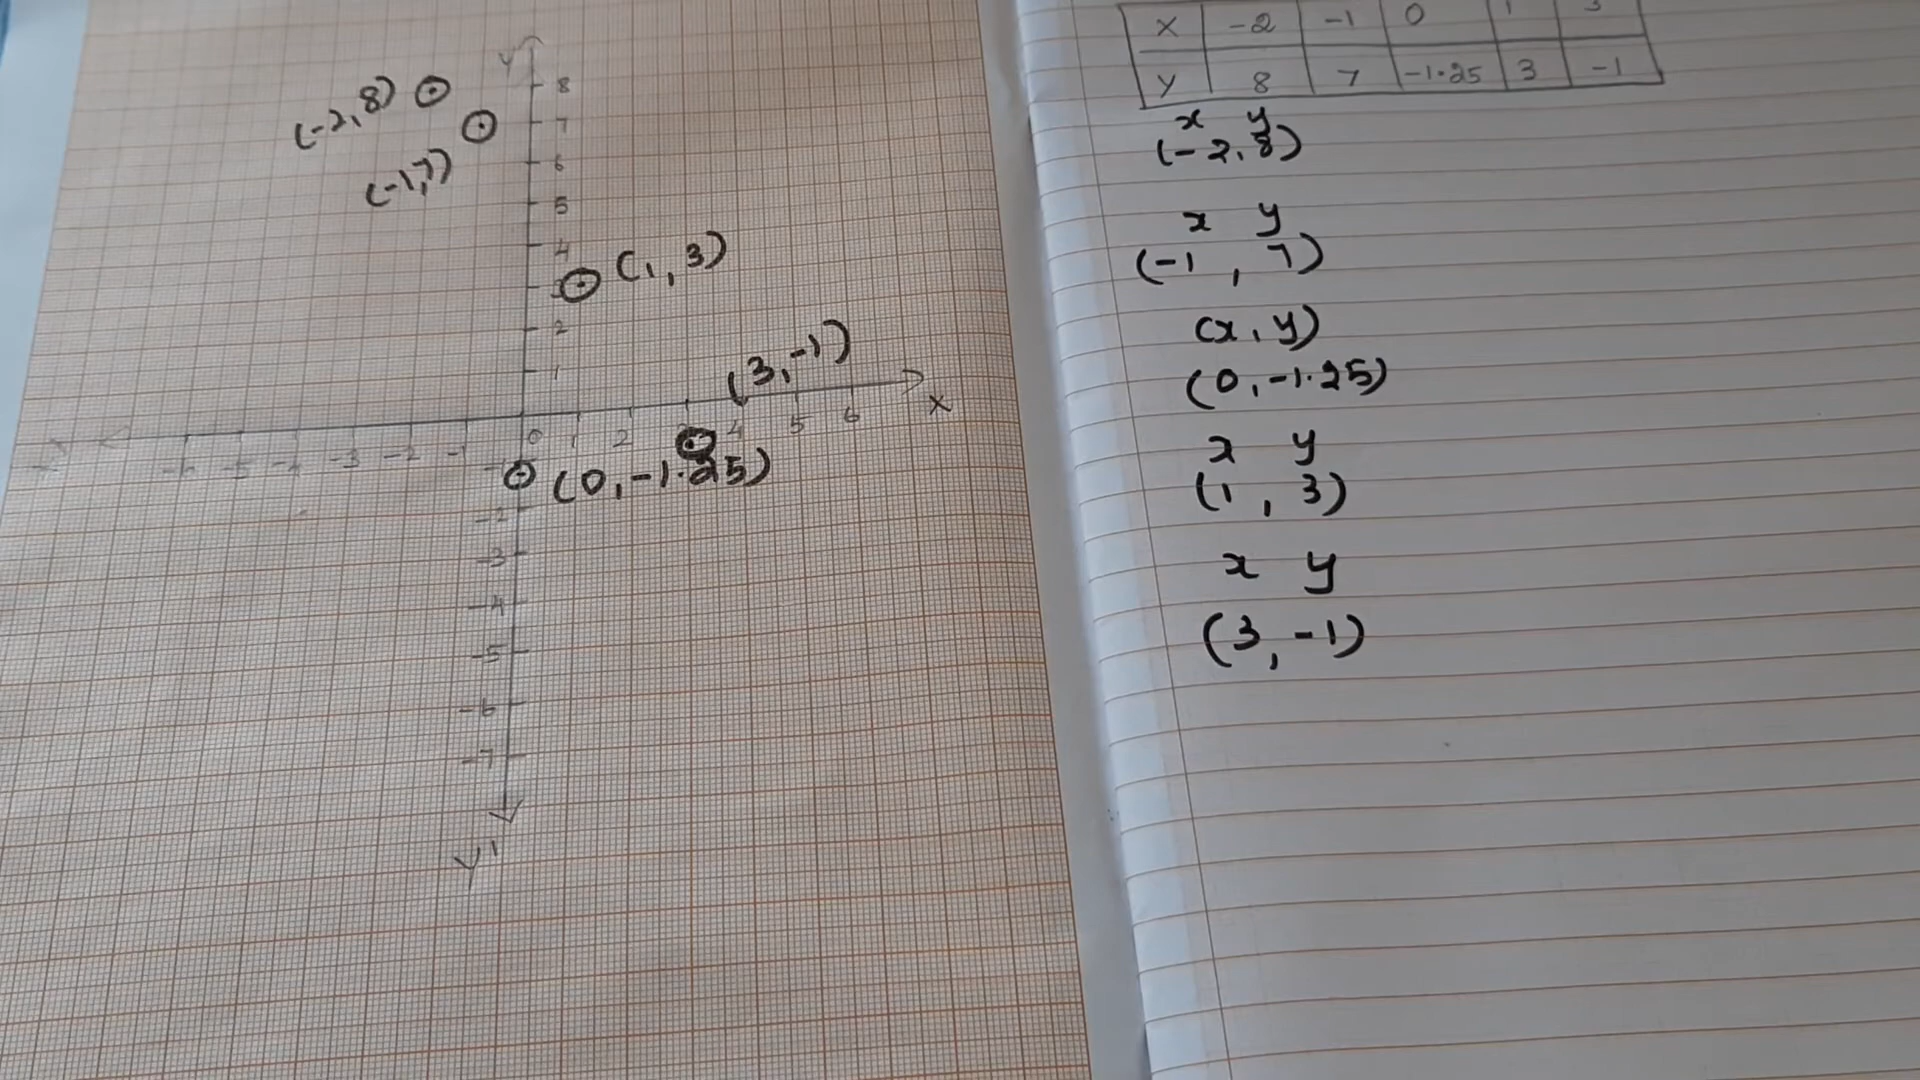 Y
8
(-2, 8)
7
(-1, 7)
6
5
4
(1, 3)
2
1
(3, -1)
X
-6 -5 -4 -3 -2 -1 0 1 2 4 5 6
(0, -1.25)
-2
-3
-4
-5
-6
-7
Y'
X -2 -1 0 1 3
Y 8 7 -1.25 3 -1
x y
(-2, 8)
x y
(-1, 7)
(x, y)
(0, -1.25)
x y
(1, 3)
x y
(3, -1)